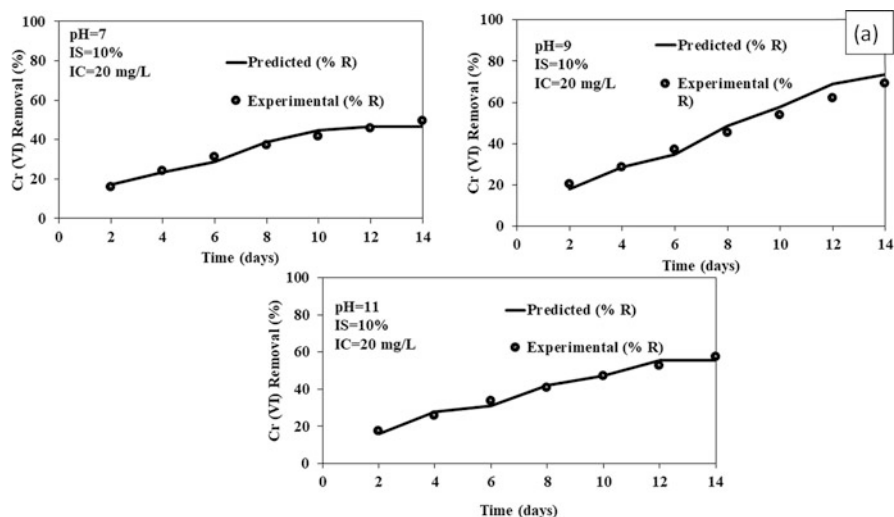 100
80
60
40
20
0
Cr (VI) Removal (%)
pH=7
IS=10%
IC=20 mg/L
Predicted (% R)
Experimental (% R)
0 2 4 6 8 10 12 14
Time (days)
100
80
60
40
20
0
Cr (VI) Removal (%)
pH=9
IS=10%
IC=20 mg/L
Predicted (% R)
Experimental (%
R)
(a)
0 2 4 6 8 10 12 14
Time (days)
100
80
60
40
20
0
Cr (VI) Removal (%)
pH=11
IS=10%
IC=20 mg/L
Predicted (% R)
Experimental (% R)
0 2 4 6 8 10 12 14
Time (days)